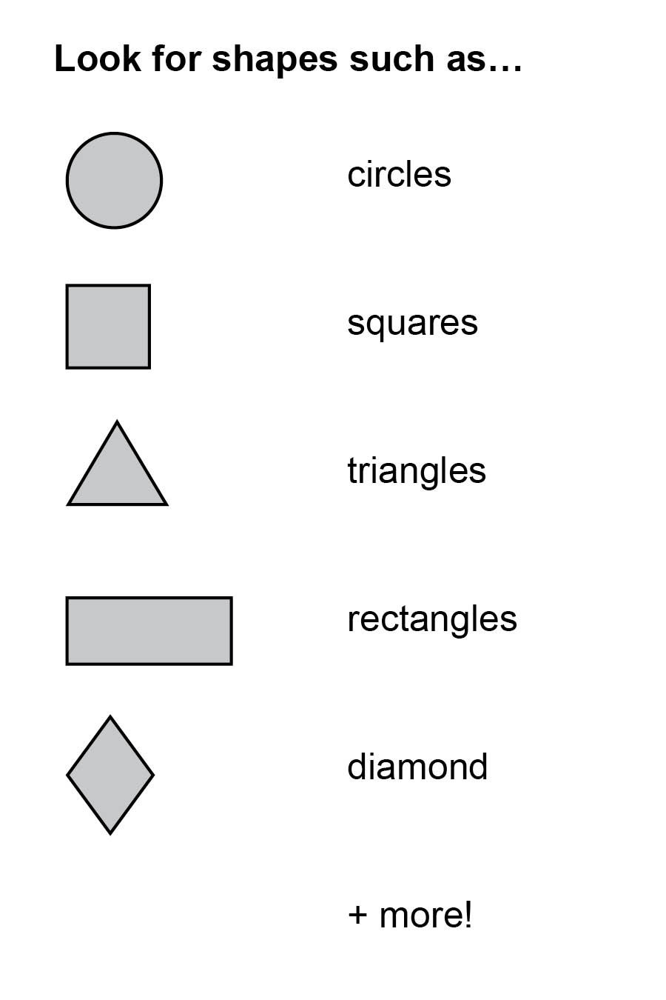 Look for shapes such as…
circles
squares
triangles
rectangles
diamond
+ more!